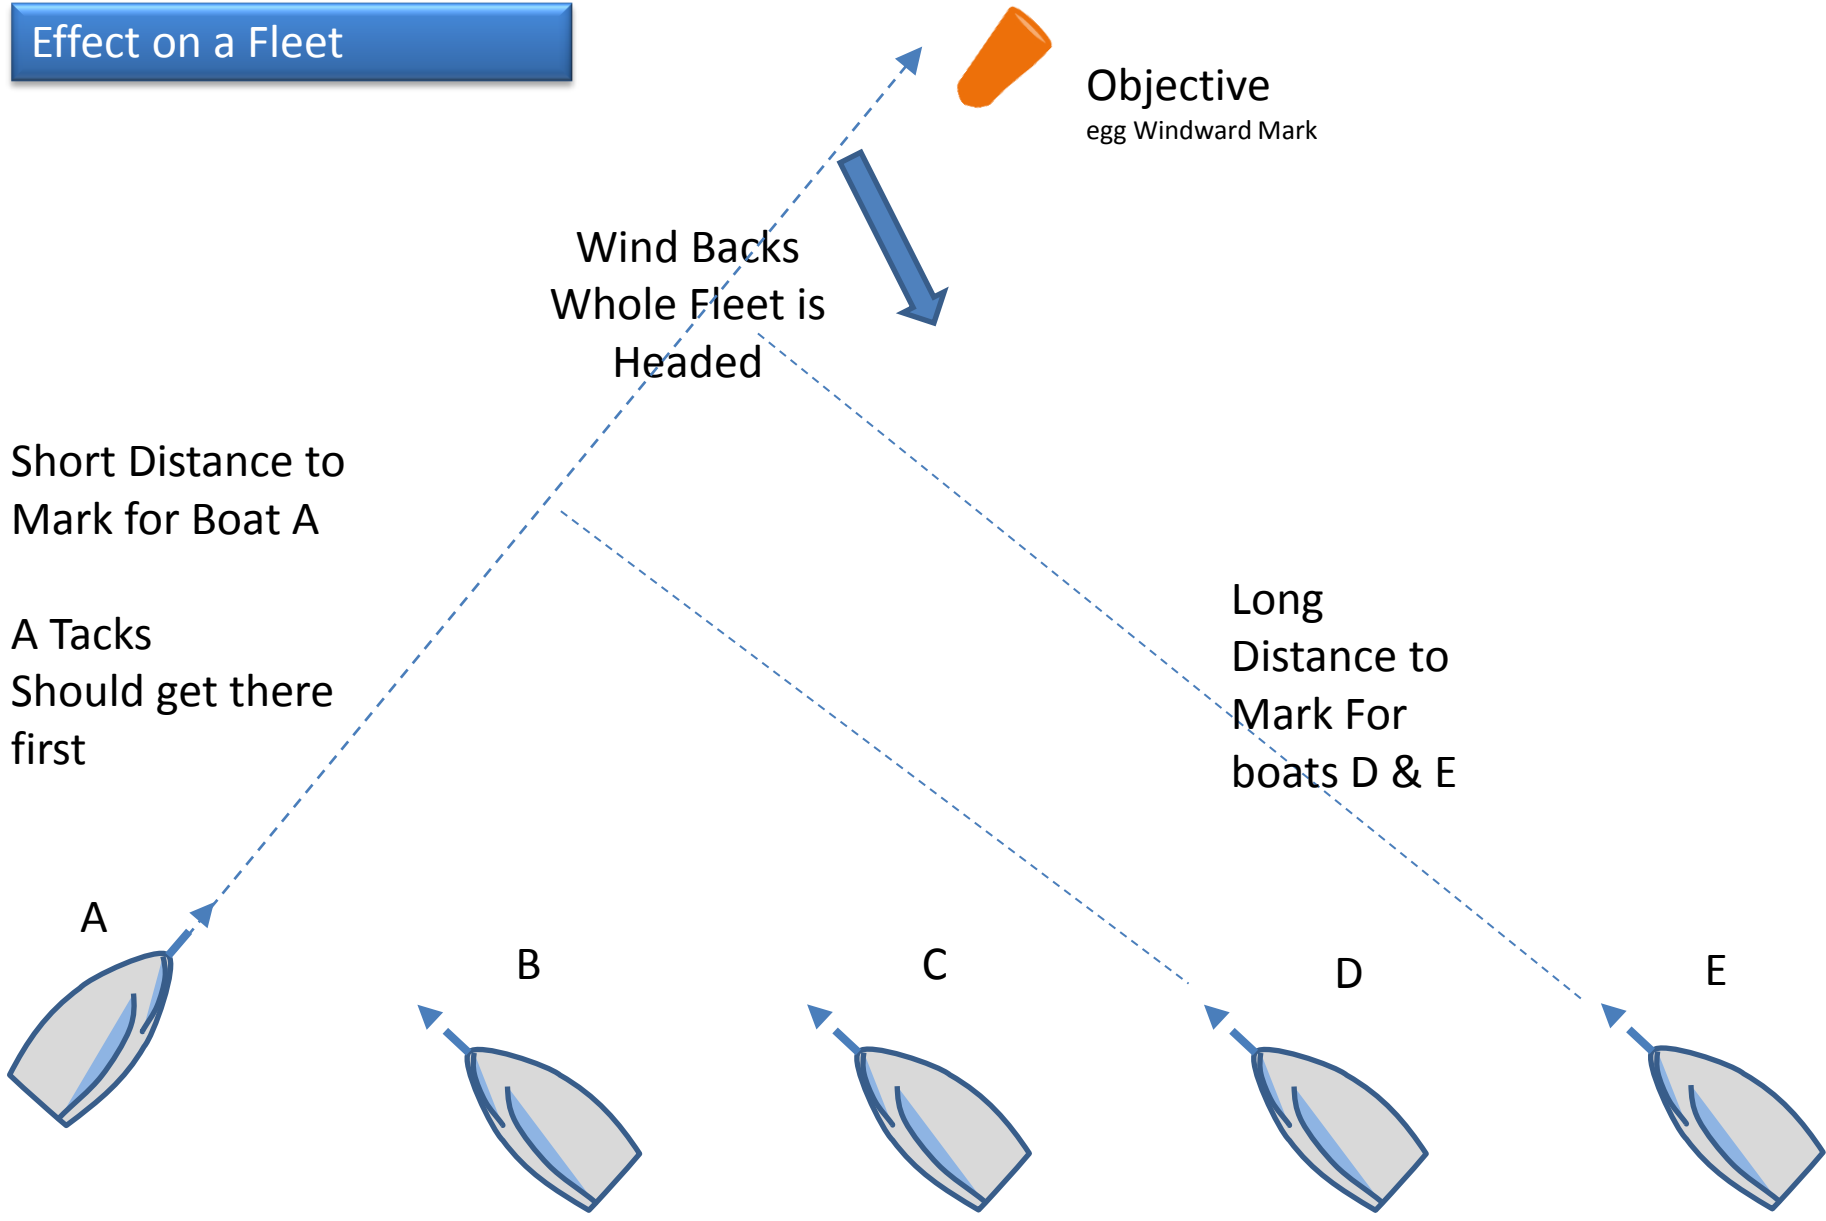 Effect on a Fleet
Objective
egg Windward Mark
Wind Backs
Whole Fleet is
Headed
Short Distance to
Mark for Boat A
A Tacks
Should get there
first
Long
Distance to
Mark For
boats D & E
A
B
C
D
E